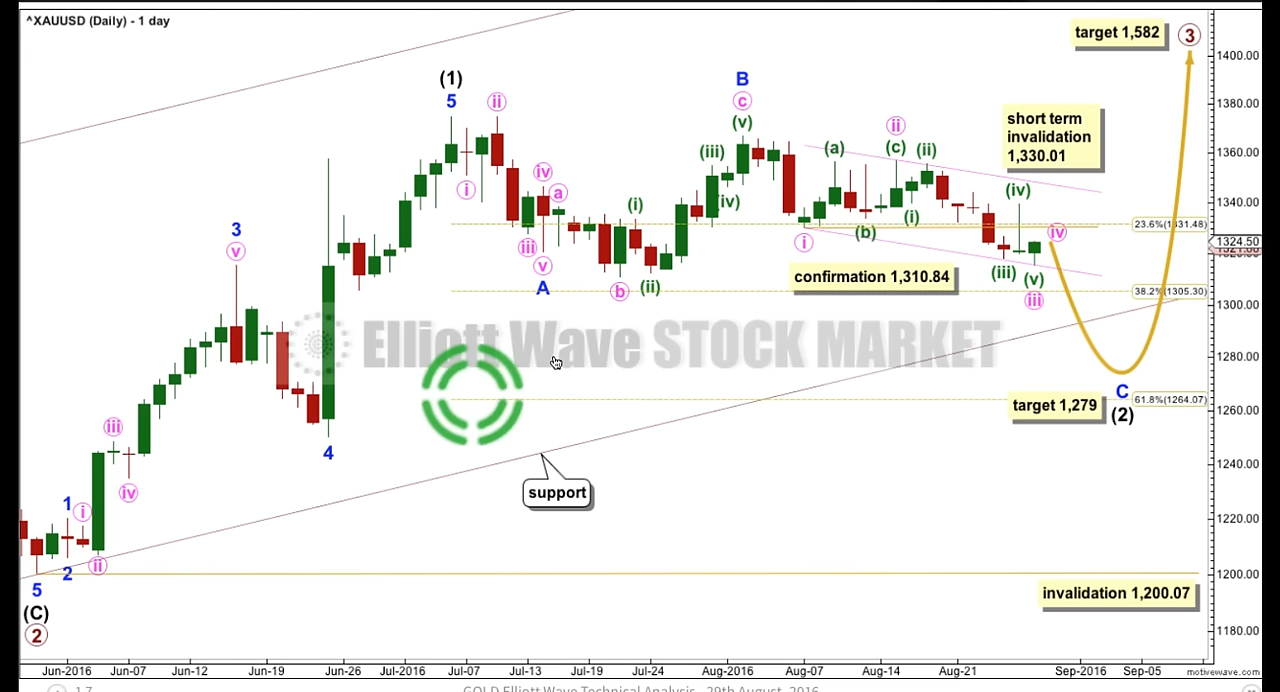 ^XAUUSD (Daily) - 1 day
target 1,582
3
1400.00
(1)
5
B
1380.00
ii
c
short term
invalidation
1,330.01
(v)
ii
1360.00
(iii)
(a)
(c)
(ii)
iv
i
a
(iv)
1340.00
3
v
(i)
(iv)
(b)
(i)
iv
23.6%(1331.48)
1324.50
iii
i
v
confirmation 1,310.84
(iii)
(v)
A
b
(ii)
iii
38.2%(1305.30)
1300.00
Elliott Wave STOCK MARKET
1280.00
C
target 1,279
61.8%(1264.07)
(2)
1260.00
iii
4
1240.00
iv
support
1
i
1220.00
ii
2
1200.00
5
invalidation 1,200.07
(C)
2
1180.00
Jun-2016 Jun-07 Jun-12 Jun-19 Jun-26 Jul-2016 Jul-07 Jul-13 Jul-19 Jul-24 Aug-2016 Aug-07 Aug-14 Aug-21 Sep-2016 Sep-05 motivewave.com
1.7 GOLD Elliott Wave Technical Analysis - 29th August, 2016